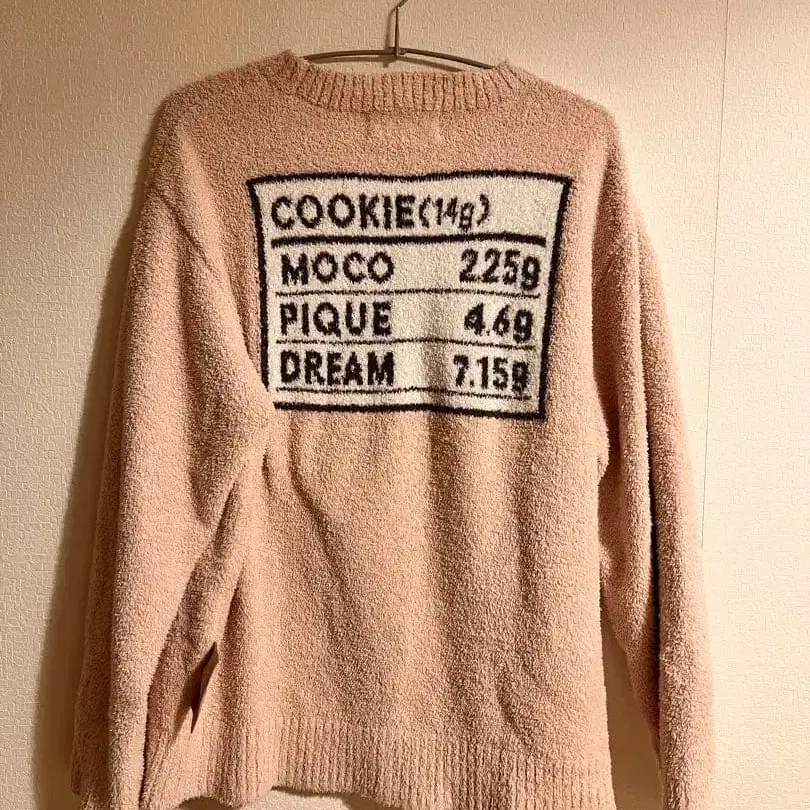 COOKIE(14g)
MOCO 2.25g
PIQUE 4.6g
DREAM 7.15g